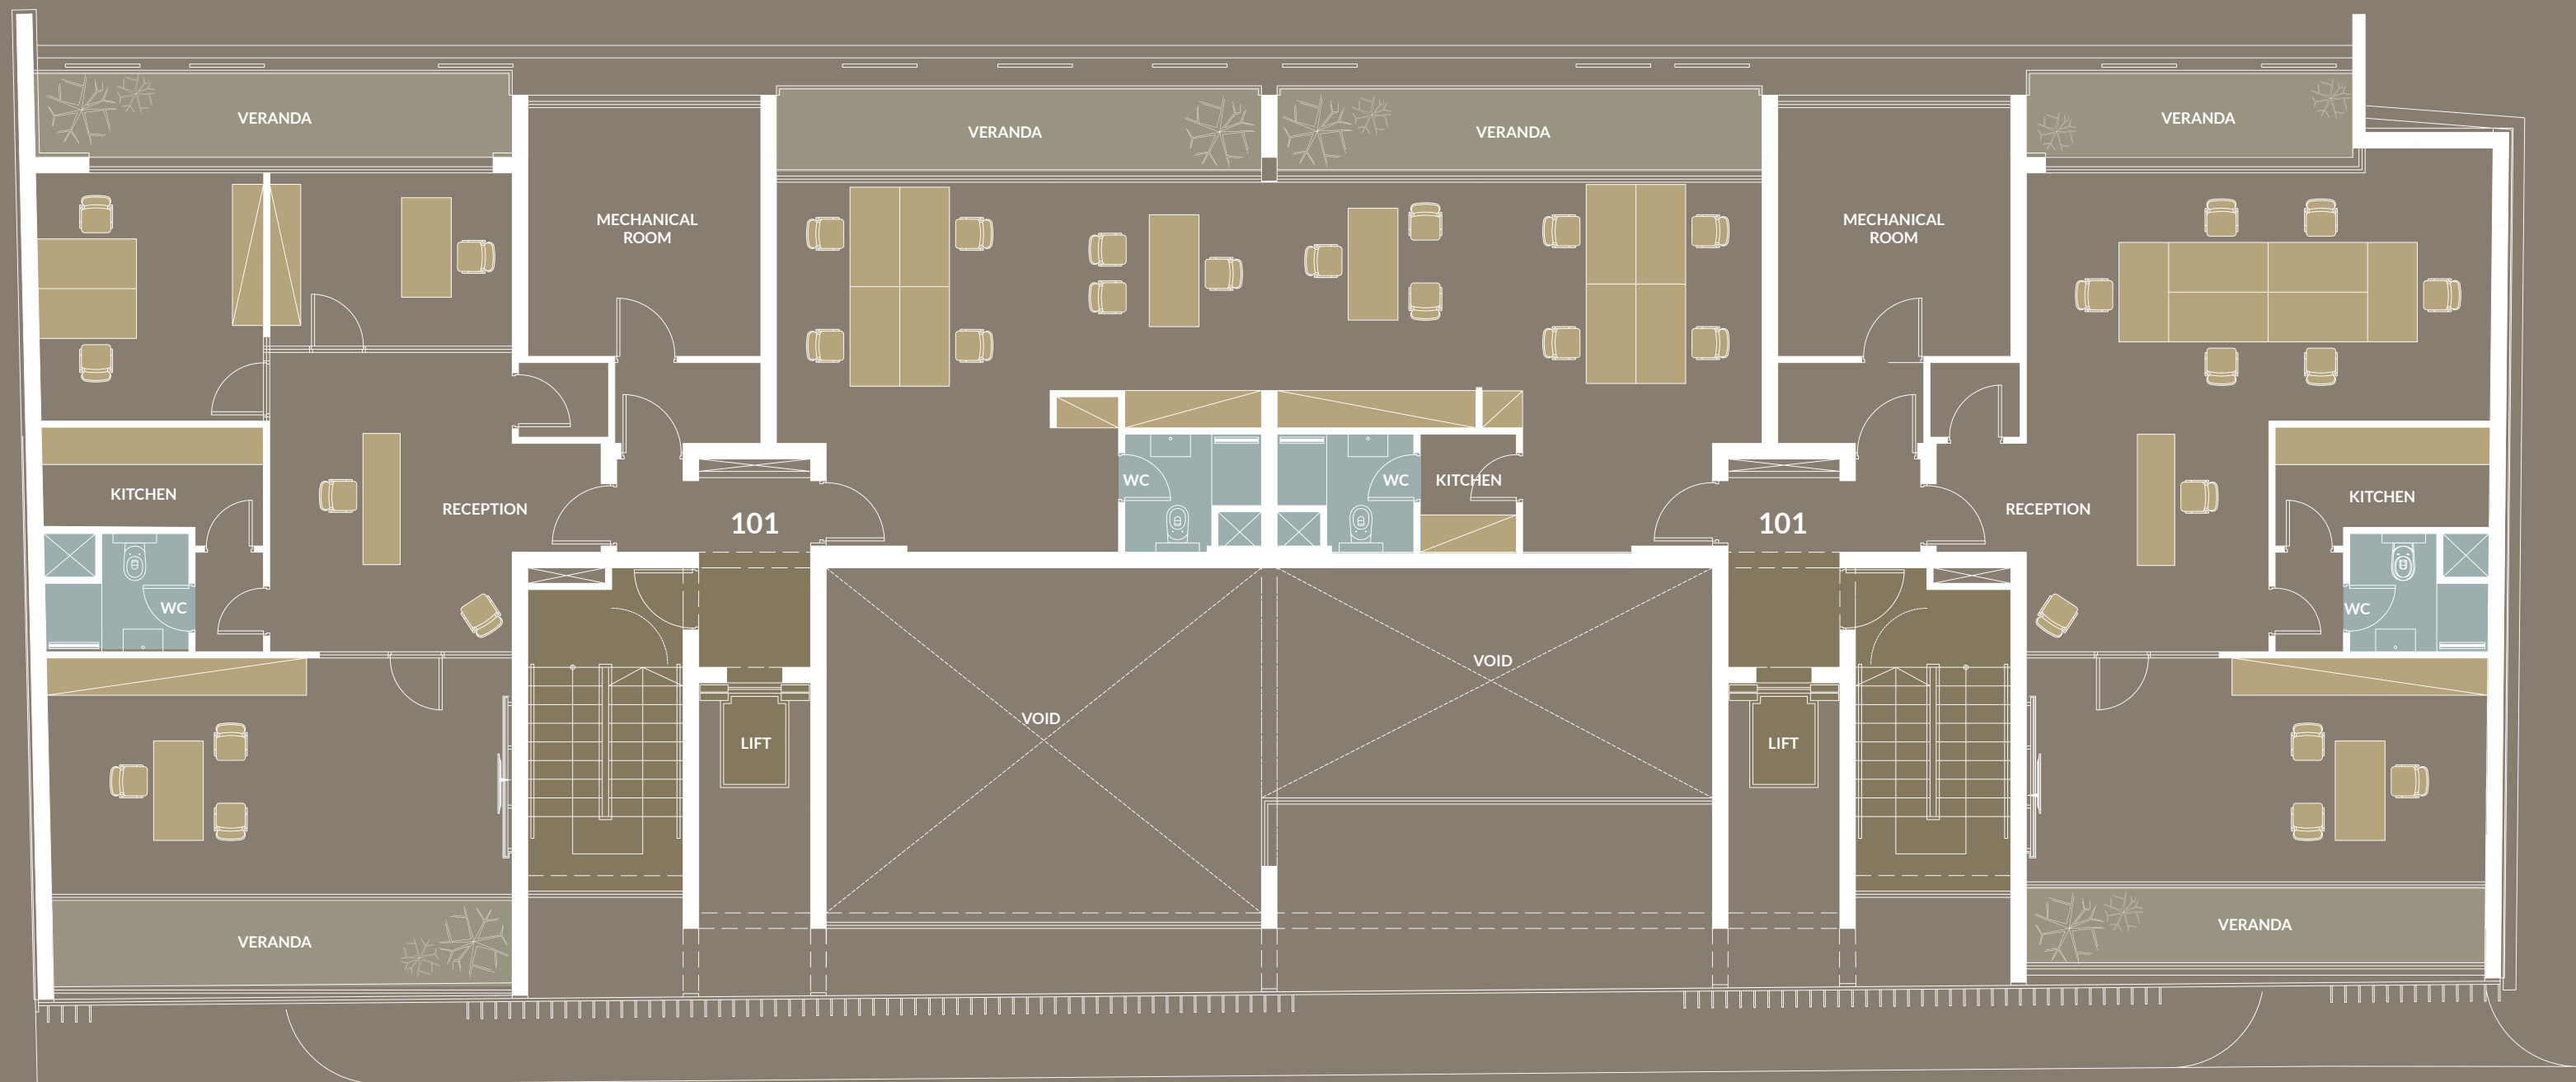 VERANDA
VERANDA
VERANDA
VERANDA
MECHANICAL
ROOM
MECHANICAL
ROOM
KITCHEN
RECEPTION
WC
WC
KITCHEN
RECEPTION
KITCHEN
101
101
WC
WC
VOID
VOID
LIFT
LIFT
VERANDA
VERANDA